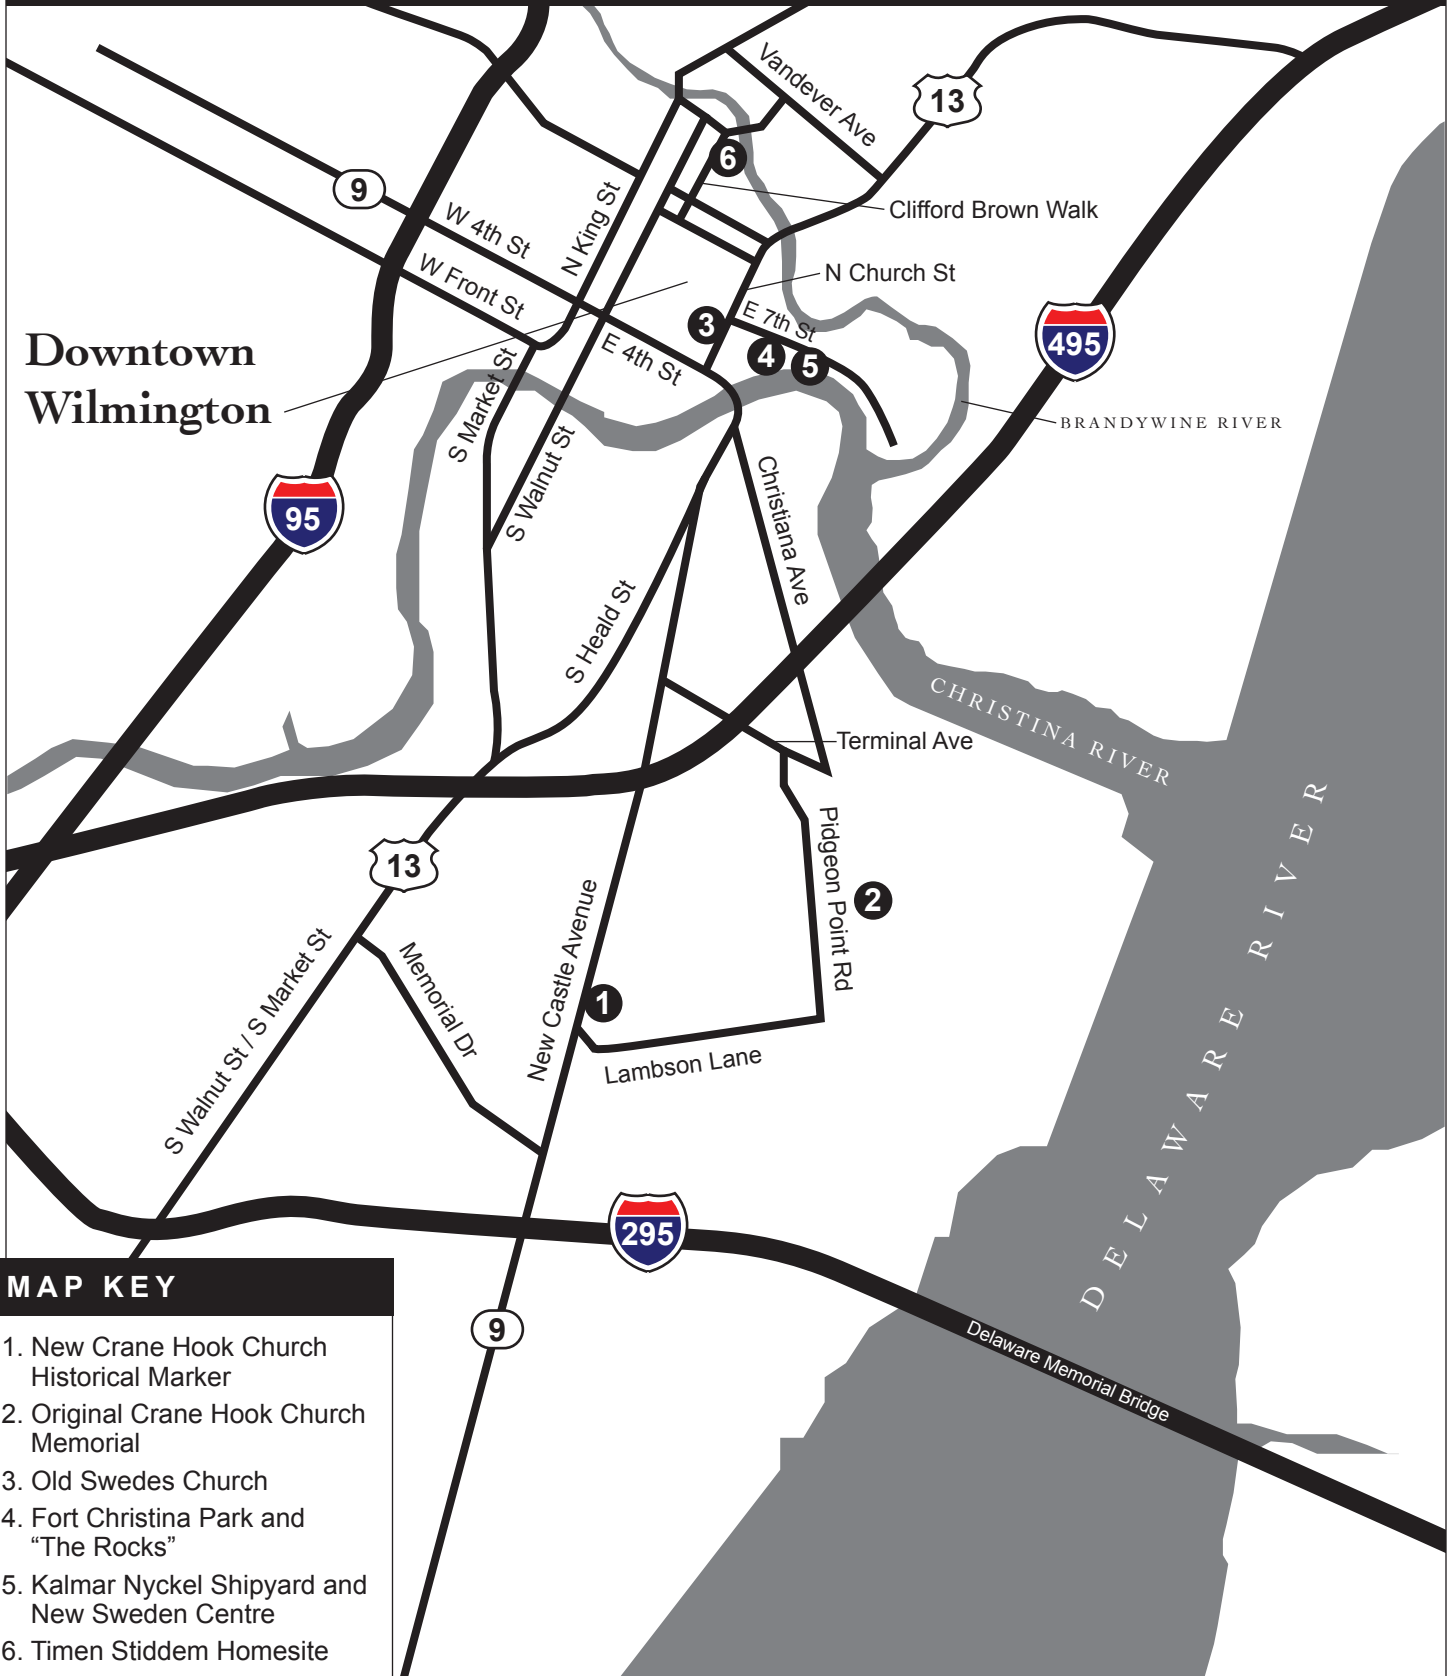 Vandever Ave
13
6
9
Clifford Brown Walk
N King St
W 4th St
W Front St
N Church St
3
E 7th St
4
5
495
Downtown
Wilmington
E 4th St
S Market St
BRANDYWINE RIVER
S Walnut St
95
Christiana Ave
S Heald St
CHRISTINA RIVER
Terminal Ave
13
Pidgeon Point Rd
2
DELAWARE RIVER
S Walnut St / S Market St
Memorial Dr
New Castle Avenue
1
Lambson Lane
295
9
Delaware Memorial Bridge
MAP KEY
1. New Crane Hook Church
Historical Marker
2. Original Crane Hook Church
Memorial
3. Old Swedes Church
4. Fort Christina Park and
“The Rocks”
5. Kalmar Nyckel Shipyard and
New Sweden Centre
6. Timen Stiddem Homesite